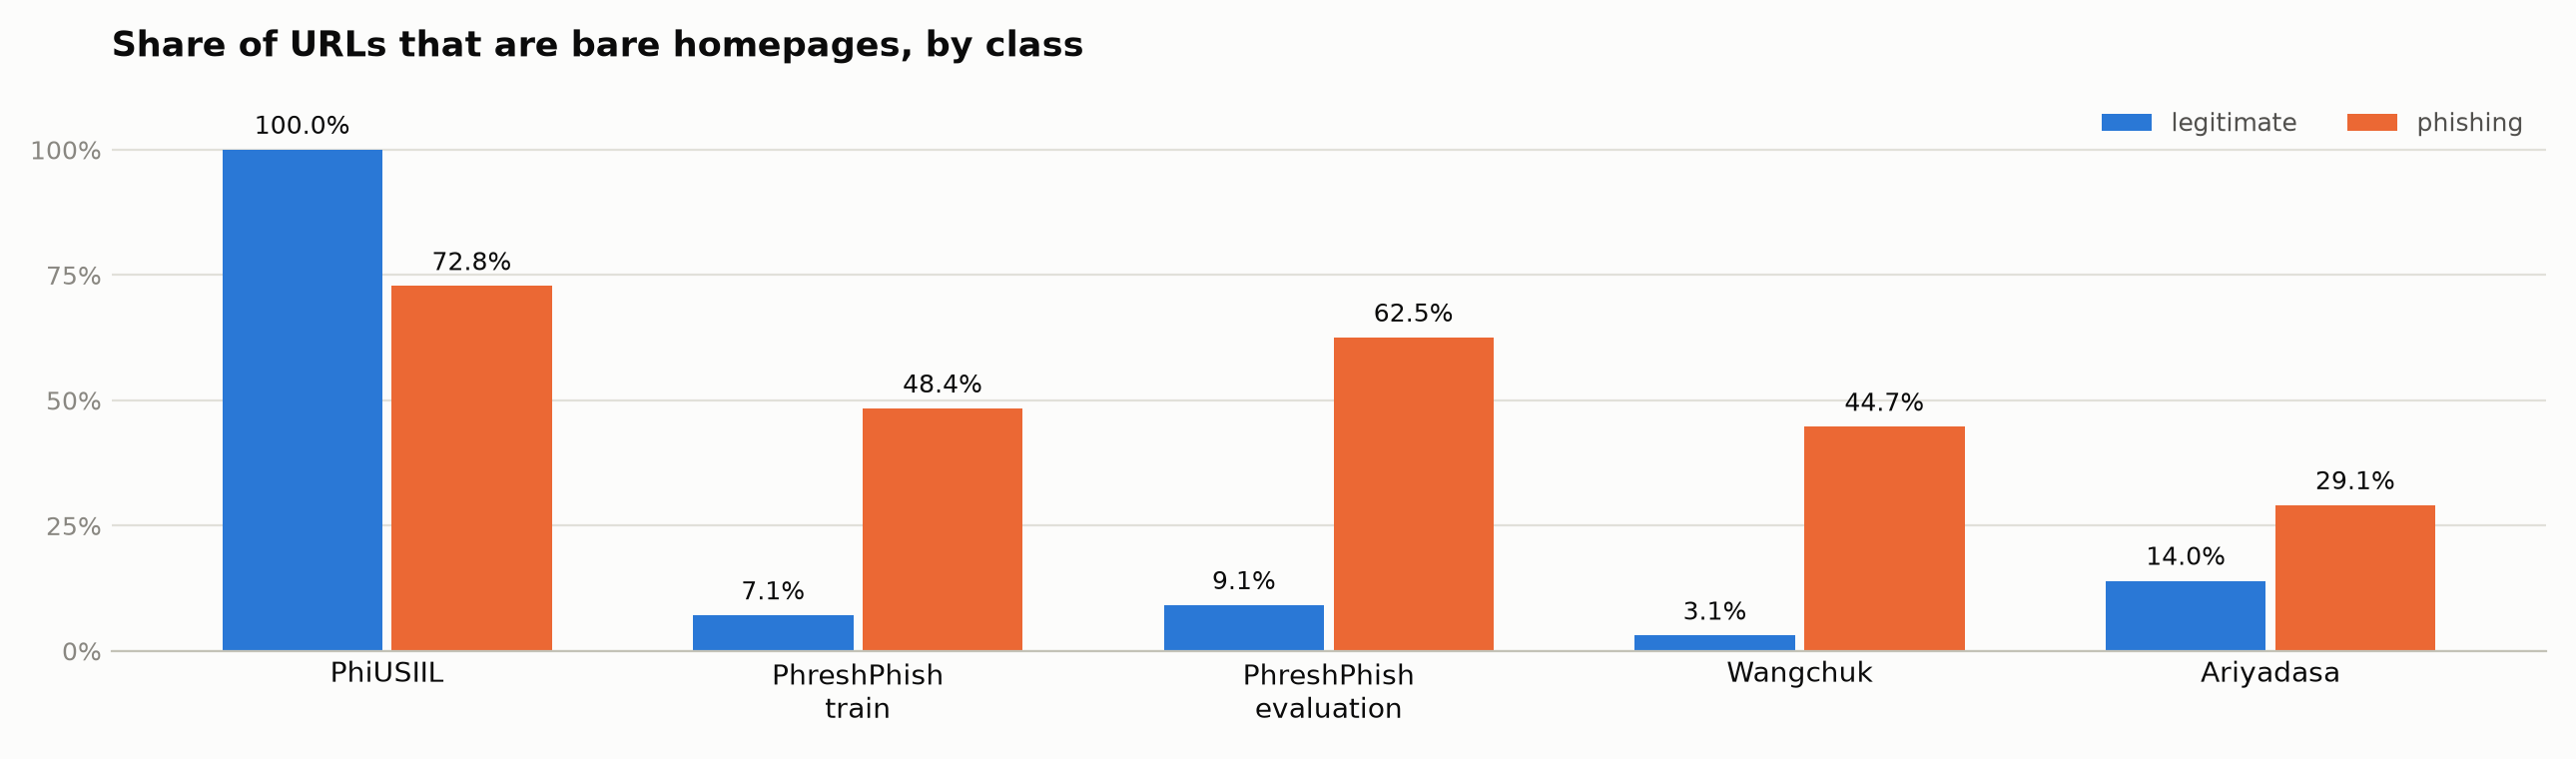 Share of URLs that are bare homepages, by class
legitimate phishing
100%
75%
50%
25%
0%
100.0%
72.8%
7.1%
48.4%
9.1%
62.5%
3.1%
44.7%
14.0%
29.1%
PhiUSIIL
PhreshPhish
train
PhreshPhish
evaluation
Wangchuk
Ariyadasa